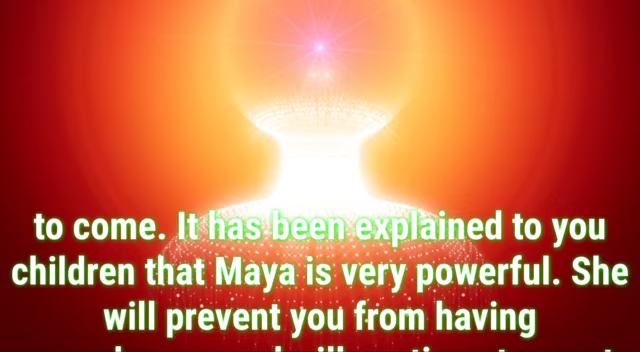 to come. It has been explained to you
children that Maya is very powerful. She
will prevent you from having